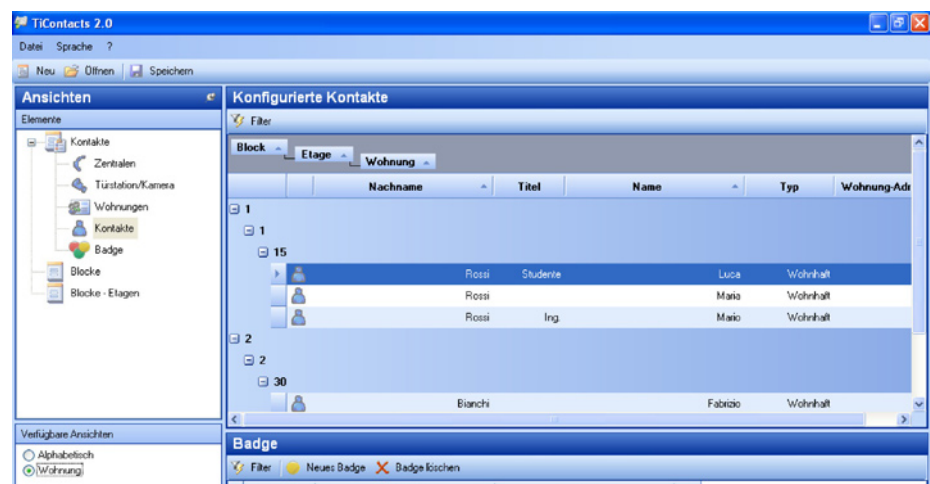 TiContacts 2.0
Datei Sprache ?
Neu Öffnen Speichern
Ansichten
Elemente
Kontakte
Zentralen
Türstation/Kamera
Wohnungen
Kontakte
Badge
Blocke
Blocke - Etagen
Verfügbare Ansichten
Alphabetisch
Wohnung
Konfigurierte Kontakte
Filter
Block Etage Wohnung
Nachname Titel Name Typ Wohnung-Adr
1
1
15
Rossi Studente Luca Wohnhaft
Rossi Maria Wohnhaft
Rossi Ing. Mario Wohnhaft
2
2
30
Bianchi Fabrizio Wohnhaft
Badge
Filter Neues Badge Badge löschen